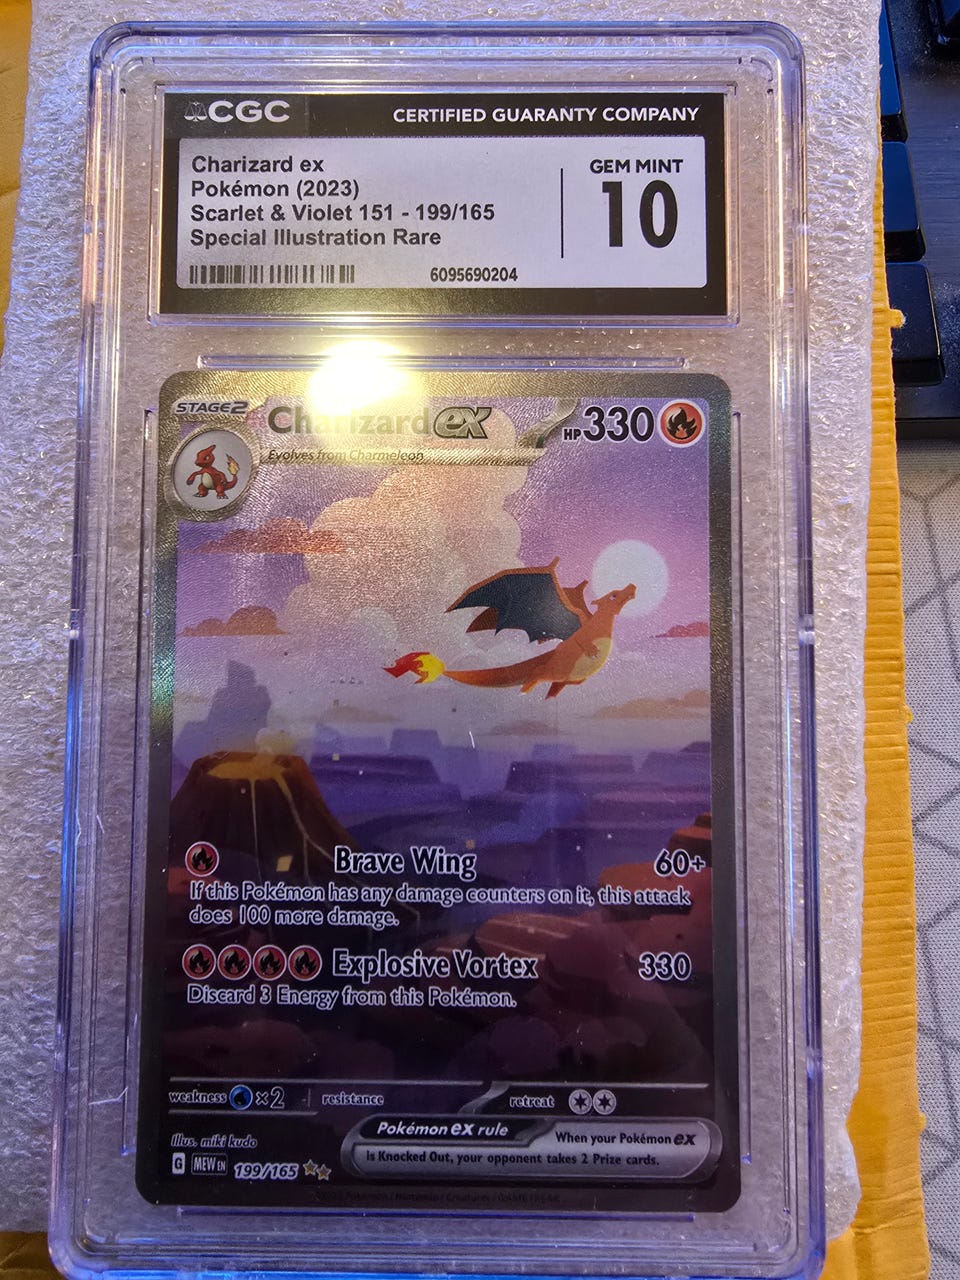 CGC
CERTIFIED GUARANTY COMPANY
Charizard ex
Pokémon (2023)
Scarlet & Violet 151 - 199/165
Special Illustration Rare
GEM MINT
10
6095690204
STAGE2
Charizard ex
HP330
Evolves from Charmeleon
Brave Wing 60+
If this Pokémon has any damage counters on it, this attack
does 100 more damage.
Explosive Vortex 330
Discard 3 Energy from this Pokémon.
weakness x2 resistance retreat
Pokémon ex rule
When your Pokémon ex
is Knocked Out, your opponent takes 2 Prize cards.
Illus. miki kudo
G MEW EN 199/165